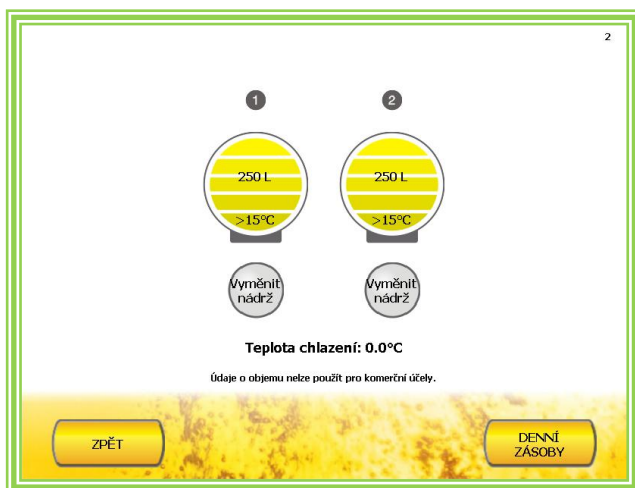 2
1 2
250 L 250 L
>15°C >15°C
Vyměnit Vyměnit
nádrž nádrž
Teplota chlazení: 0.0°C
Údaje o objemu nelze použít pro komerční účely.
ZPĚT
DENNÍ
ZÁSOBY